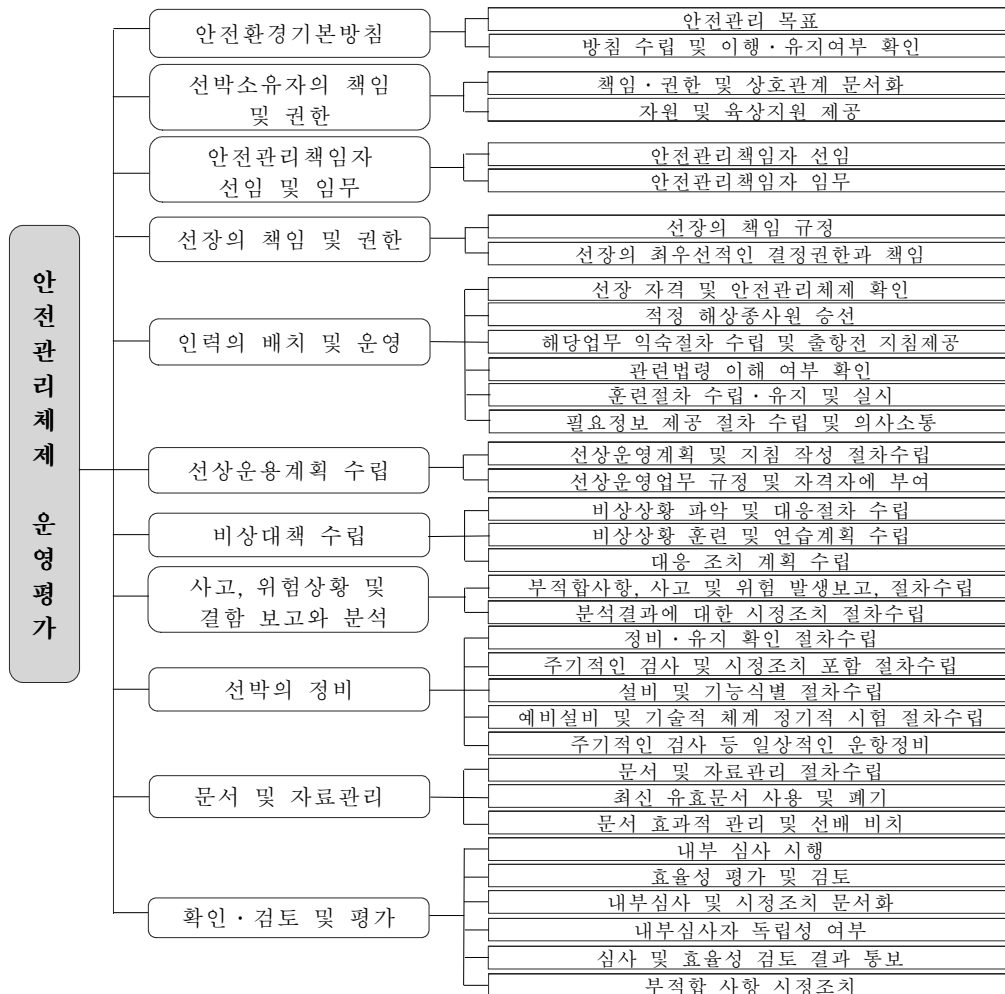 안전관리체제 운영평가
안전환경기본방침
안전관리 목표
방침 수립 및 이행·유지여부 확인
선박소유자의 책임
및 권한
책임·권한 및 상호관계 문서화
자원 및 육상지원 제공
안전관리책임자
선임 및 임무
안전관리책임자 선임
안전관리책임자 임무
선장의 책임 및 권한
선장의 책임 규정
선장의 최우선적인 결정권한과 책임
인력의 배치 및 운영
선장 자격 및 안전관리체제 확인
적정 해상종사원 승선
해당업무 익숙절차 수립 및 출항전 지침제공
관련법령 이해 여부 확인
훈련절차 수립·유지 및 실시
필요정보 제공 절차 수립 및 의사소통
선상운용계획 수립
선상운영계획 및 지침 작성 절차수립
선상운영업무 규정 및 자격자에 부여
비상대책 수립
비상상황 파악 및 대응절차 수립
비상상황 훈련 및 연습계획 수립
대응 조치 계획 수립
사고, 위험상황 및
결함 보고와 분석
부적합사항, 사고 및 위험 발생보고, 절차수립
분석결과에 대한 시정조치 절차수립
선박의 정비
정비·유지 확인 절차수립
주기적인 검사 및 시정조치 포함 절차수립
설비 및 기능식별 절차수립
예비설비 및 기술적 체계 정기적 시험 절차수립
주기적인 검사 등 일상적인 운항정비
문서 및 자료관리
문서 및 자료관리 절차수립
최신 유효문서 사용 및 폐기
문서 효과적 관리 및 선배 비치
확인·검토 및 평가
내부 심사 시행
효율성 평가 및 검토
내부심사 및 시정조치 문서화
내부심사자 독립성 여부
심사 및 효율성 검토 결과 통보
부적합 사항 시정조치